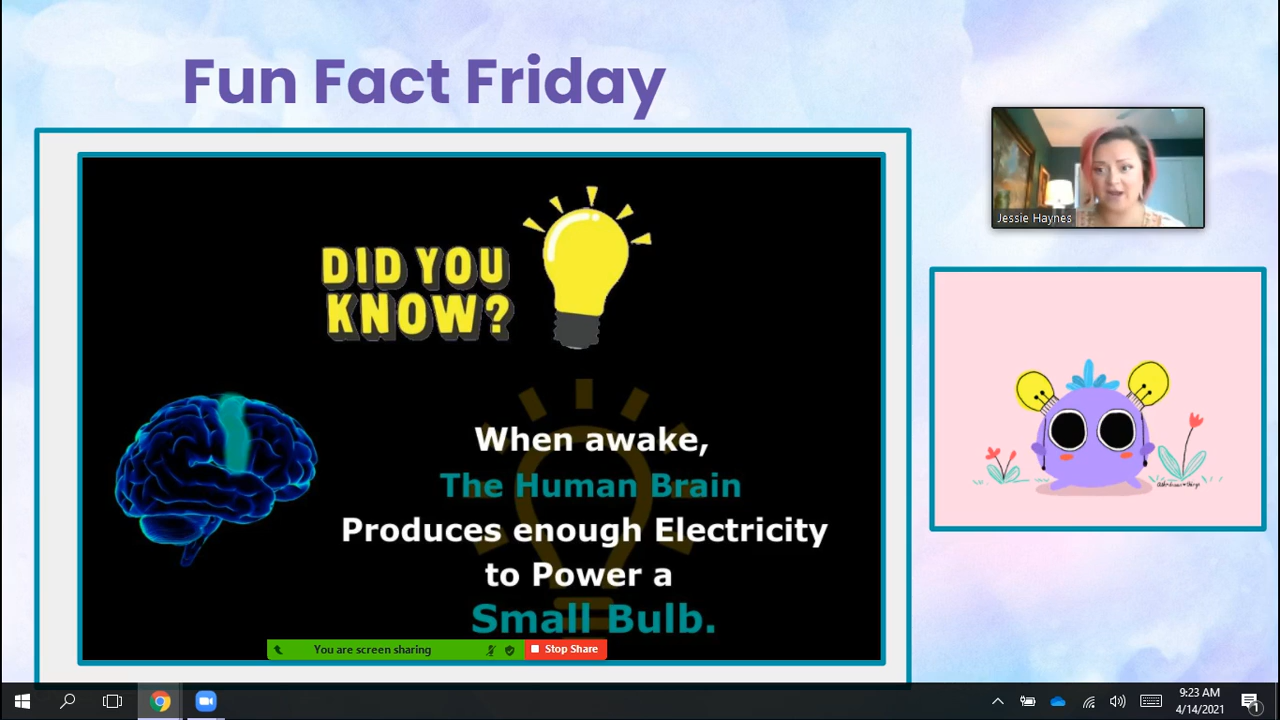 Fun Fact Friday
DID YOU
KNOW?
When awake,
The Human Brain
Produces enough Electricity
to Power a
Small Bulb.
Jessie Haynes
You are screen sharing
Stop Share
9:23 AM
4/14/2021
1